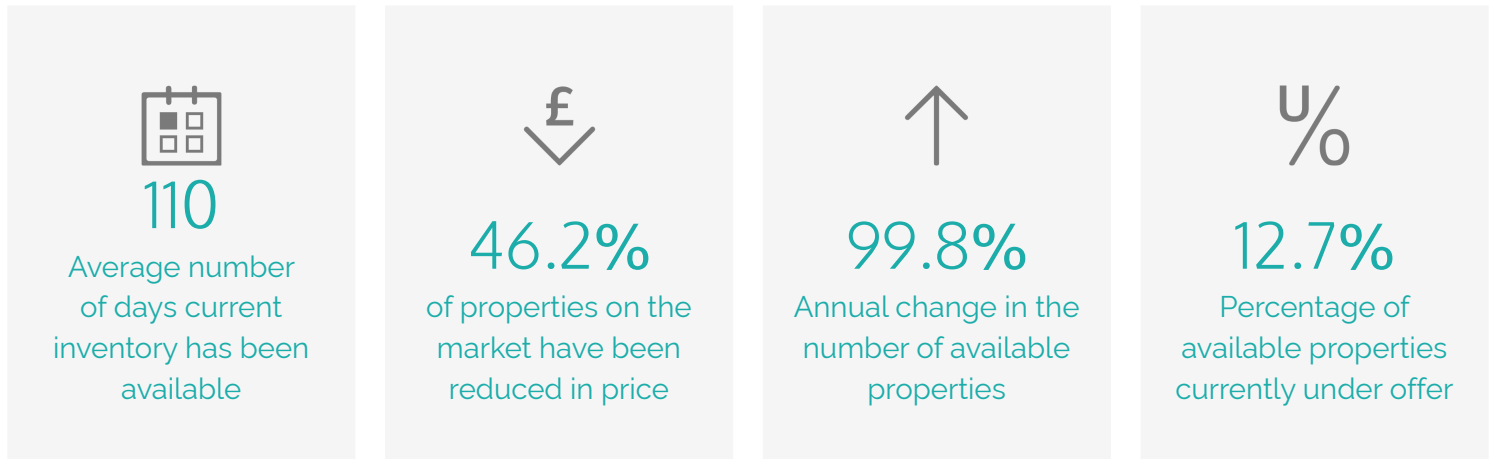 110
Average number
of days current
inventory has been
available
£
46.2%
of properties on the
market have been
reduced in price
99.8%
Annual change in the
number of available
properties
U/O
12.7%
Percentage of
available properties
currently under offer